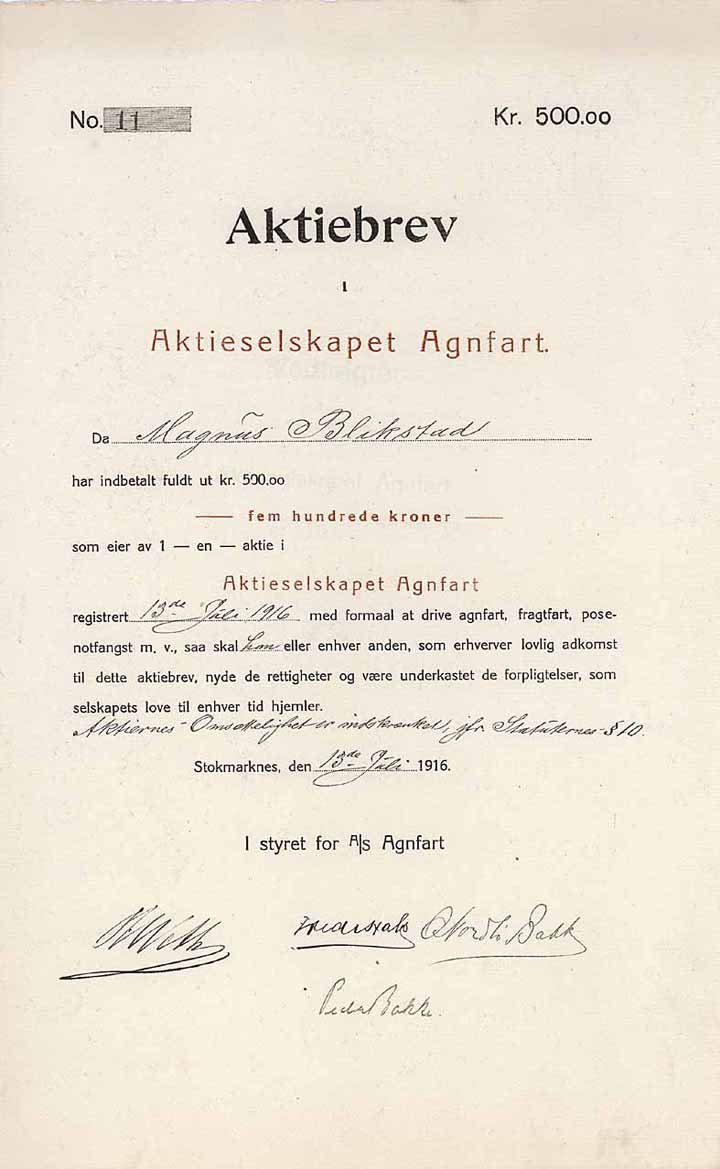 No. 11
Kr. 500.00
Aktiebrev
i
Aktieselskapet Agnfart.
Da Magnus Blikstad
har indbetalt fuldt ut kr. 500.00
— fem hundrede kroner —
som eier av 1 — en — aktie i
Aktieselskapet Agnfart
registrert 13de Juli 1916 med formaal at drive agnfart, fragtfart, pose-
notfangst m. v., saa skal han eller enhver anden, som erhverver lovlig adkomst
til dette aktiebrev, nyde de rettigheter og være underkastet de forpligtelser, som
selskapets love til enhver tid hjemler.
Aktiernes Omsættelighet er indskrænket, jfr. Statuternes § 10.
Stokmarknes, den 13de Juli 1916.
I styret for A/s Agnfart
Peder Bakke.